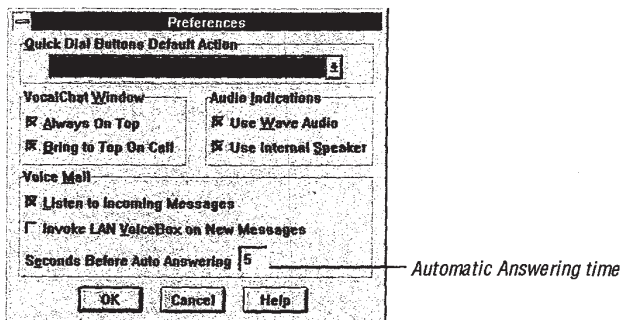 Preferences
Quick Dial Buttons Default Action
VocalChat Window
Always On Top
Bring to Top On Call
Audio Indications
Use Wave Audio
Use Internal Speaker
Voice Mail
Listen to Incoming Messages
Invoke LAN VoiceBox on New Messages
Seconds Before Auto Answering 5
Automatic Answering time
OK Cancel Help